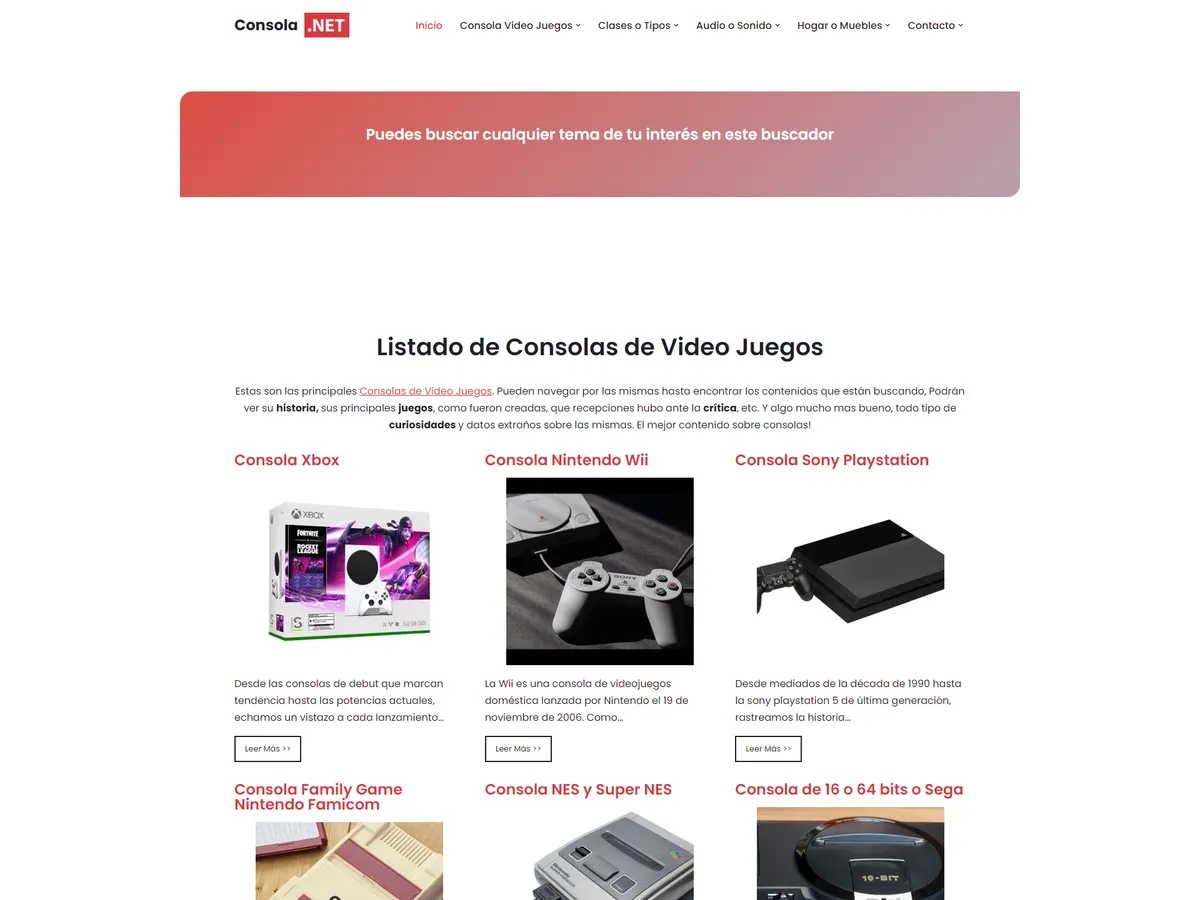 Consola .NET
Inicio
Consola Video Juegos
Clases o Tipos
Audio o Sonido
Hogar o Muebles
Contacto
Puedes buscar cualquier tema de tu interés en este buscador
Listado de Consolas de Video Juegos
Estas son las principales Consolas de Video Juegos. Pueden navegar por las mismas hasta encontrar los contenidos que están buscando, Podrán
ver su historia, sus principales juegos, como fueron creadas, que recepciones hubo ante la crítica, etc. Y algo mucho mas bueno, todo tipo de
curiosidades y datos extraños sobre las mismas. El mejor contenido sobre consolas!
Consola Xbox
XBOX
FORTNITE
ROCKET
LEAGUE
S
512 GB SSD
Desde las consolas de debut que marcan
tendencia hasta las potencias actuales,
echamos un vistazo a cada lanzamiento...
Leer Más >>
Consola Nintendo Wii
SONY
La Wii es una consola de videojuegos
doméstica lanzada por Nintendo el 19 de
noviembre de 2006. Como...
Leer Más >>
Consola Sony Playstation
Desde mediados de la década de 1990 hasta
la sony playstation 5 de última generación,
rastreamos la historia...
Leer Más >>
Consola Family Game
Nintendo Famicom
Consola NES y Super NES
Consola de 16 o 64 bits o Sega
16-BIT